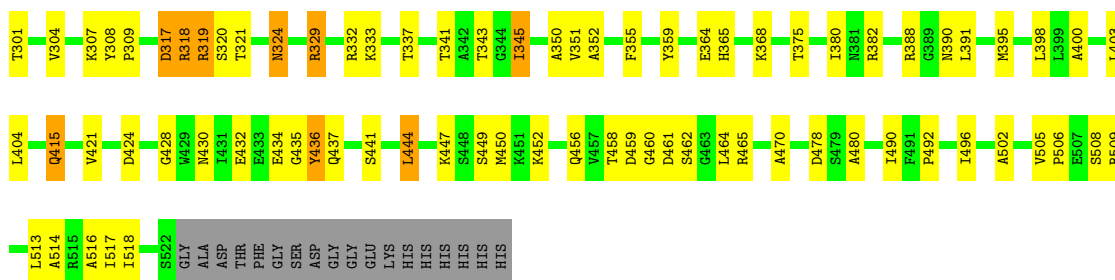 T301 V304 K307 Y308 P309 D317 R318 R319 S320 T321 N324 R329 R332 K333 T337 T341 A342 T343 G344 I345 A350 V351 A352 F355 Y359 E364 H365 K368 T375 I380 N381 R382 R388 G389 N390 L391 M395 L398 L399 A400 L403
L404 Q415 V421 D424 G428 W429 N430 I431 E432 E433 E434 G435 Y436 Q437 S441 L444 K447 S448 S449 M450 K451 K452 Q456 V457 T458 D459 G460 D461 S462 G463 L464 R465 A470 D478 S479 A480 I490 F491 P492 I496 A502 V505 P506 E507 S508
L513 A514 R515 A516 I517 I518 S522 GLY ALA ASP THR PHE GLY SER ASP GLY GLY GLU LYS HIS HIS HIS HIS HIS HIS